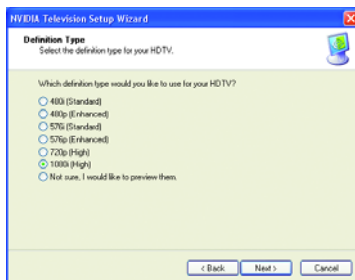 NVIDIA Television Setup Wizard
Definition Type
Select the definition type for your HDTV.
Which definition type would you like to use for your HDTV?
480i (Standard)
480p (Enhanced)
576i (Standard)
576p (Enhanced)
720p (High)
1080i (High)
Not sure, I would like to preview them.
< Back
Next >
Cancel